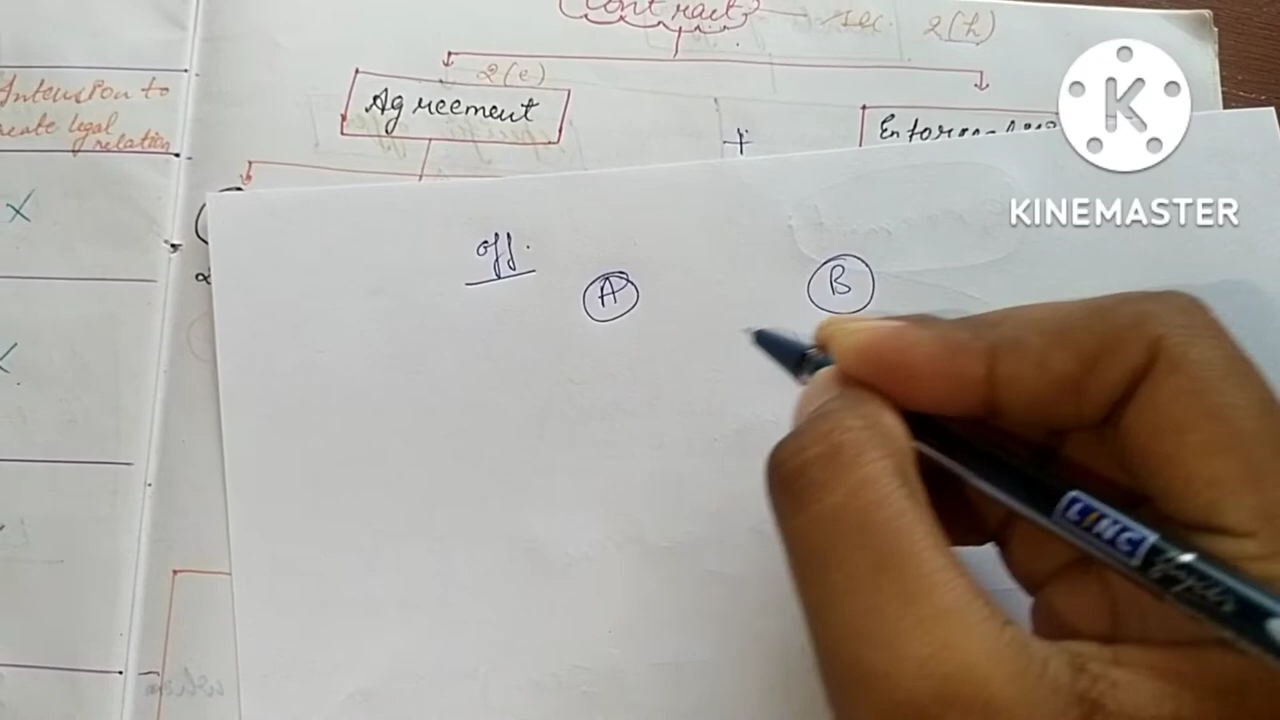 Contract sec. 2(h)
2(e)
Agreement
+
Intension to
create legal
relation
X
off.
A
B
LINC
KINEMASTER